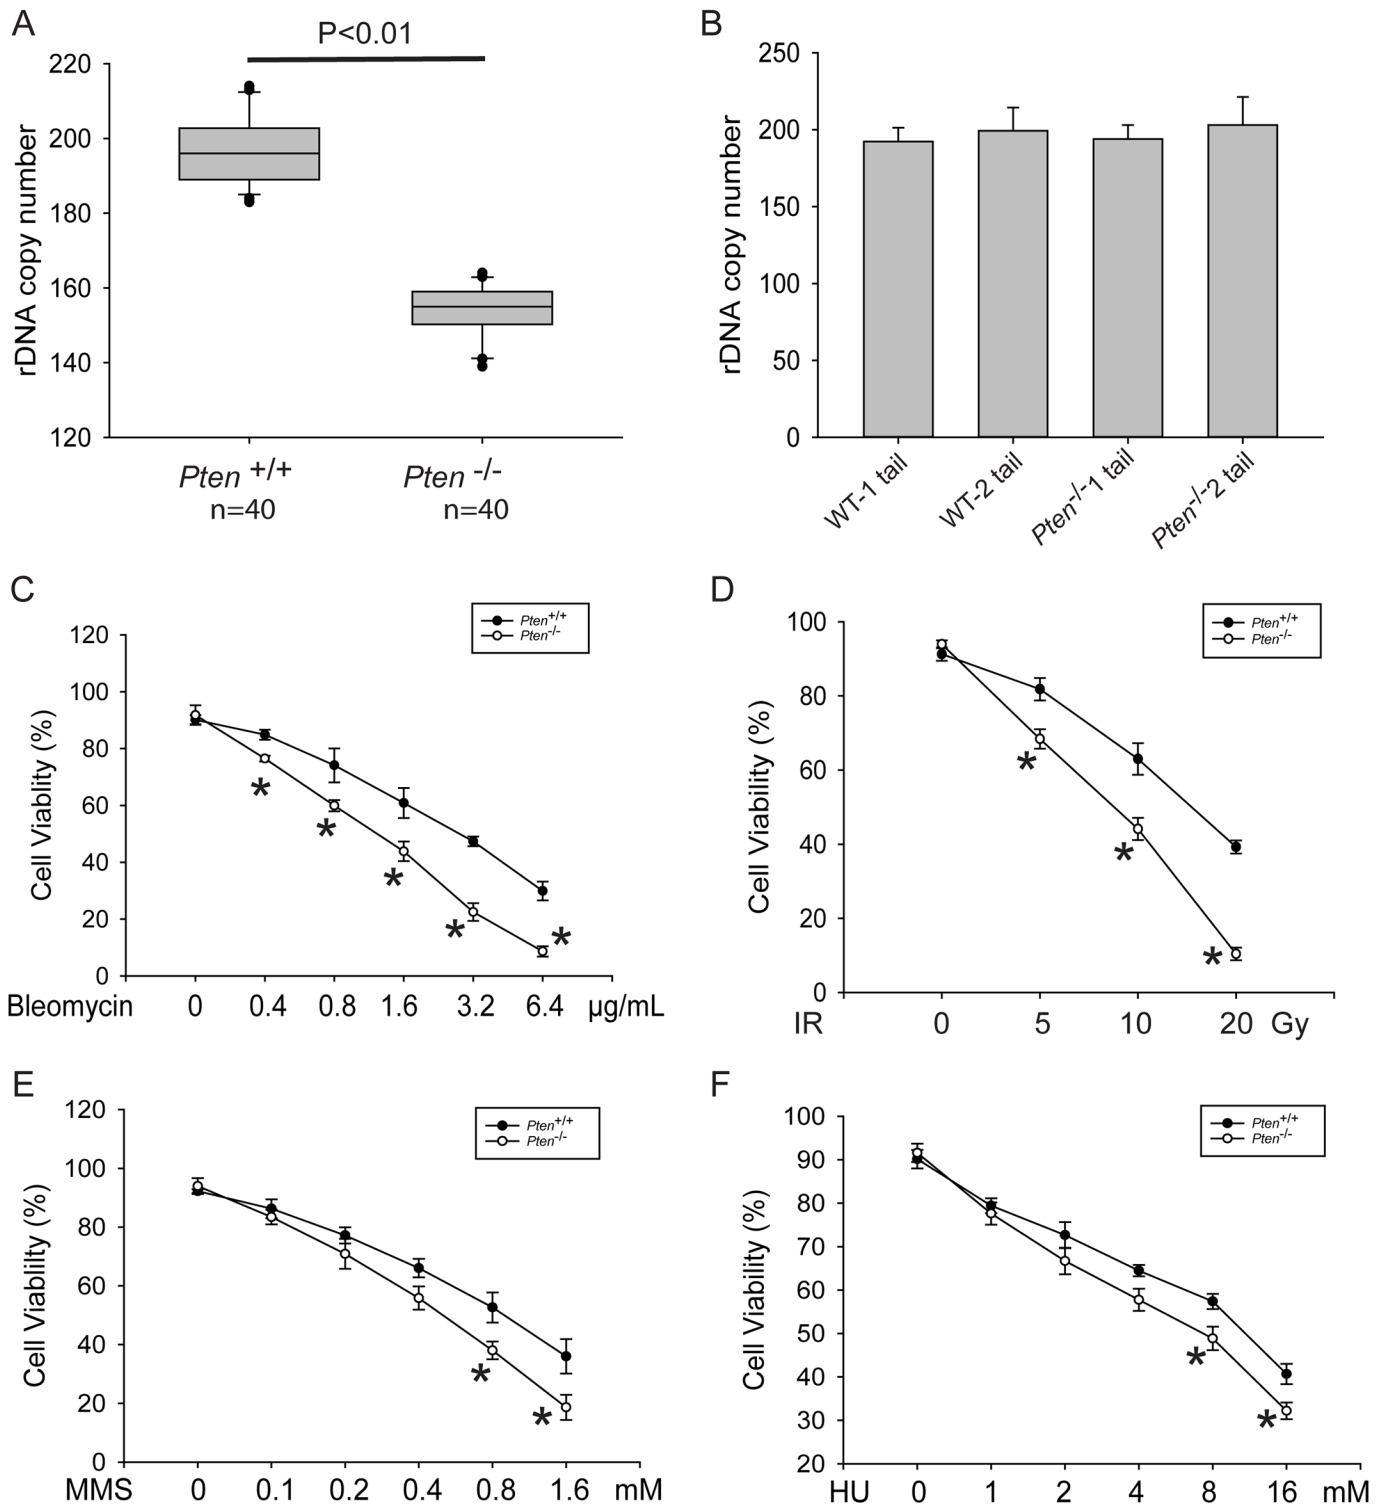 A
P<0.01
220
200
180
160
140
120
rDNA copy number
Pten +/+
n=40
Pten -/-
n=40
B
250
200
150
100
50
0
rDNA copy number
WT-1 tail
WT-2 tail
Pten-/-1 tail
Pten-/-2 tail
C
Pten+/+
Pten-/-
120
100
80
60
40
20
0
Cell Viablity (%)
*
*
*
*
*
Bleomycin 0 0.4 0.8 1.6 3.2 6.4 µg/mL
D
Pten+/+
Pten-/-
100
80
60
40
20
0
Cell Viability (%)
*
*
*
IR 0 5 10 20 Gy
E
Pten+/+
Pten-/-
120
100
80
60
40
20
0
Cell Viablilty (%)
*
*
MMS 0 0.1 0.2 0.4 0.8 1.6 mM
F
Pten+/+
Pten-/-
100
90
80
70
60
50
40
30
20
Cell Viability (%)
*
*
HU 0 1 2 4 8 16 mM